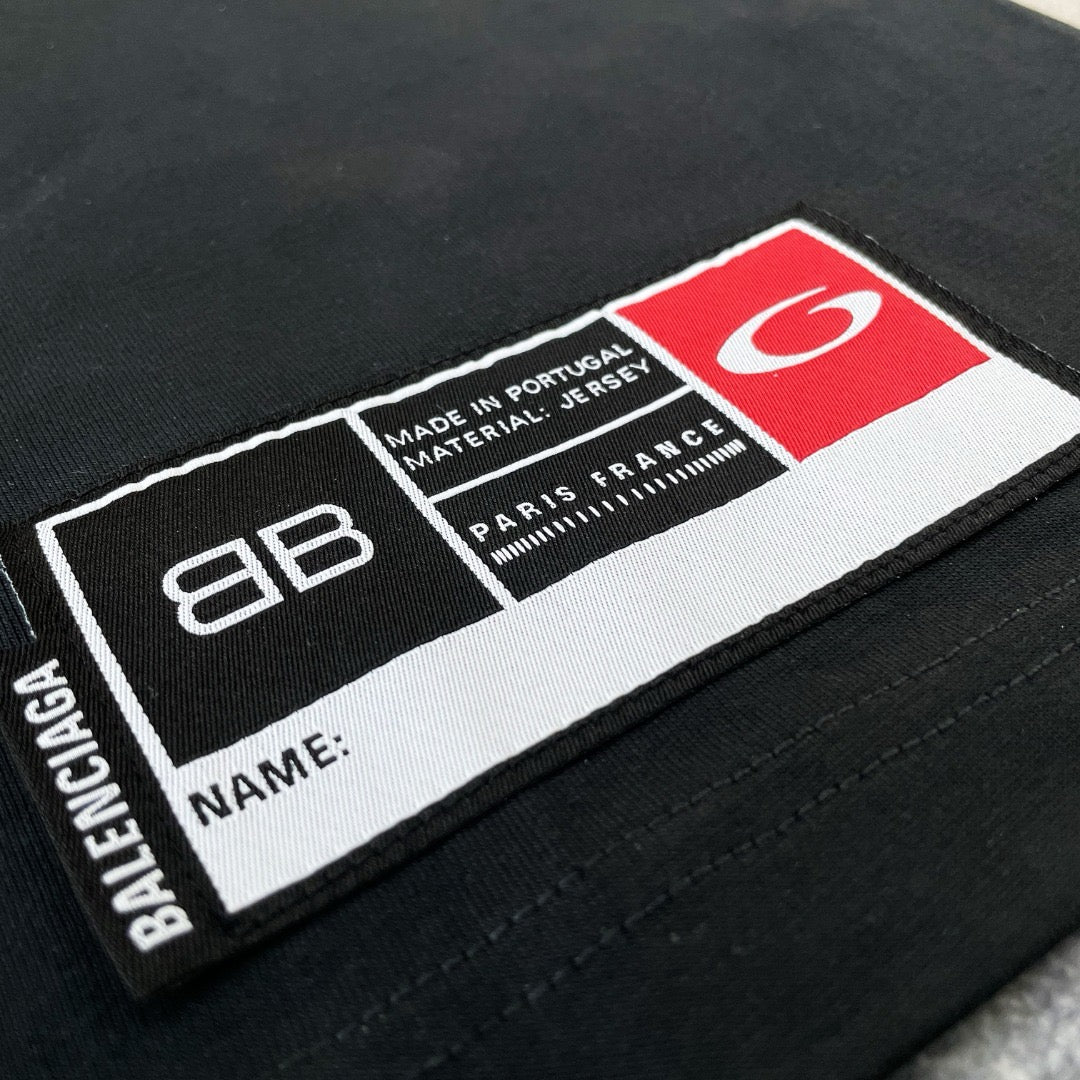 BB
MADE IN PORTUGAL
MATERIAL: JERSEY
PARIS FRANCE
NAME:
BALENCIAGA